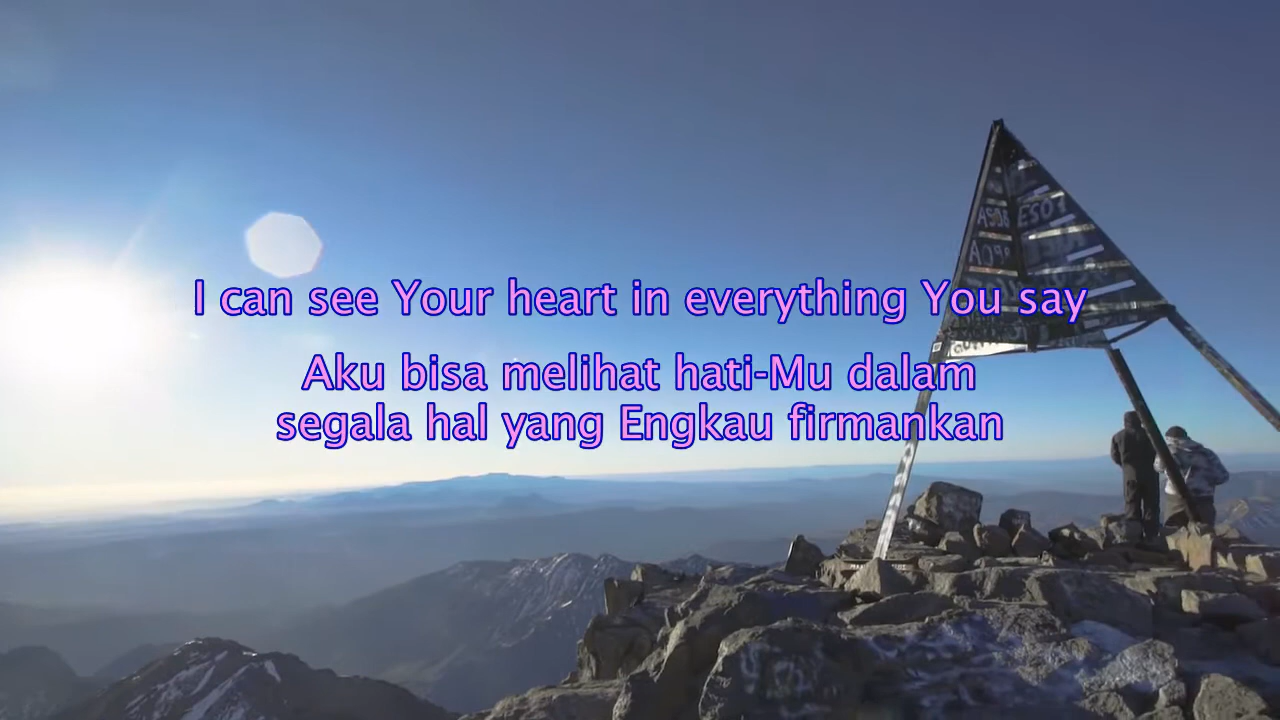 I can see Your heart in everything You say
Aku bisa melihat hati-Mu dalam
segala hal yang Engkau firmankan